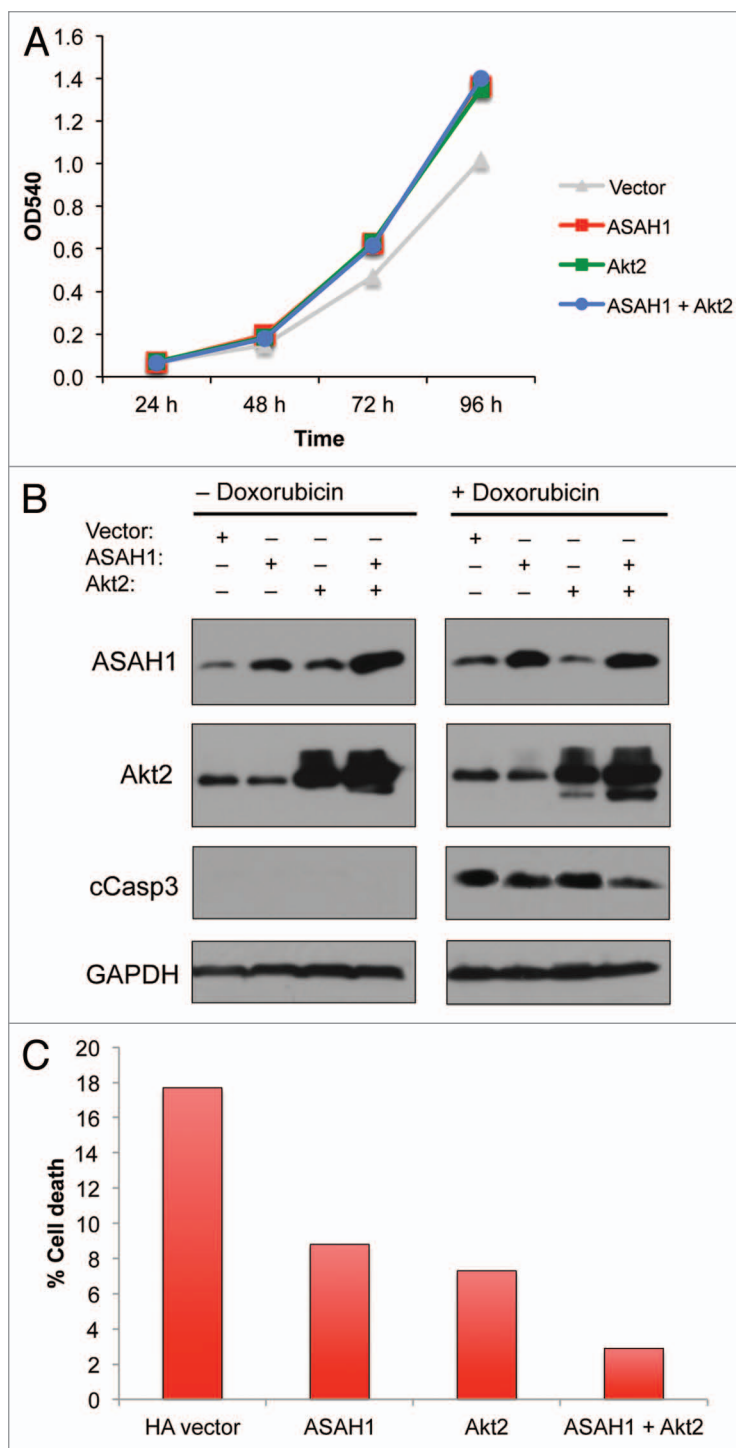 A
1.6
1.4
1.2
1.0
0.8
0.6
0.4
0.2
0.0
OD540
24 h 48 h 72 h 96 h
Time
Vector
ASAH1
Akt2
ASAH1 + Akt2
B
– Doxorubicin + Doxorubicin
Vector: + – – – + – – –
ASAH1: – + – + – + – +
Akt2: – – + + – – + +
ASAH1
Akt2
cCasp3
GAPDH
C
20
18
16
14
12
10
8
6
4
2
0
% Cell death
HA vector ASAH1 Akt2 ASAH1 + Akt2